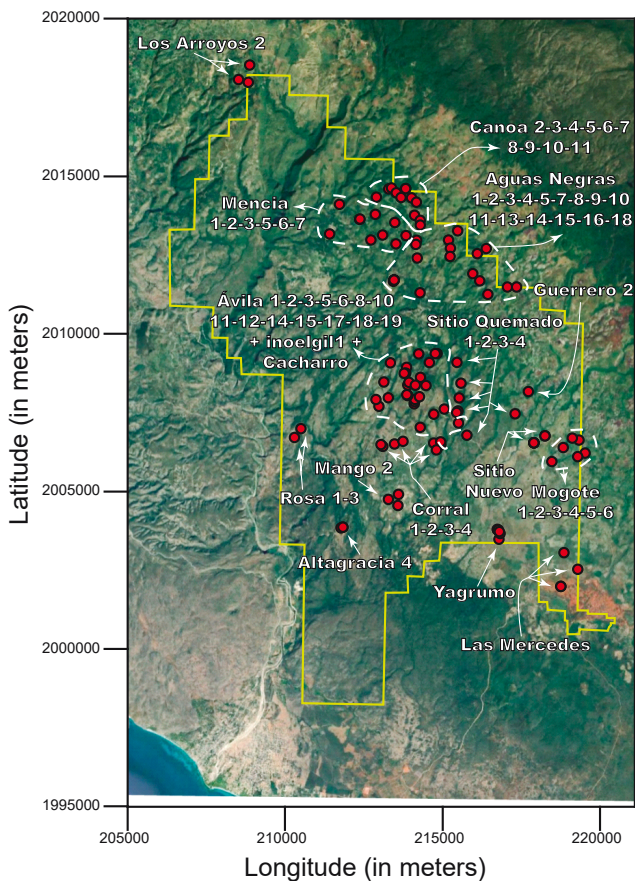 2020000
Los Arroyos 2
Canoa 2-3-4-5-6-7
8-9-10-11
2015000
Aguas Negras
1-2-3-4-5-7-8-9-10
11-13-14-15-16-18
Mencia
1-2-3-5-6-7
Guerrero 2
Ávila 1-2-3-5-6-8-10
11-12-14-15-17-18-19
+ inoelgil1 +
Cacharro
Sitio Quemado
1-2-3-4
2010000
Latitude (in meters)
Mango 2
Rosa 1-3
Corral
1-2-3-4
Sitio
Nuevo
Mogote
1-2-3-4-5-6
2005000
Altagracia 4
Yagrumo
Las Mercedes
2000000
1995000
205000
210000
215000
220000
Longitude (in meters)